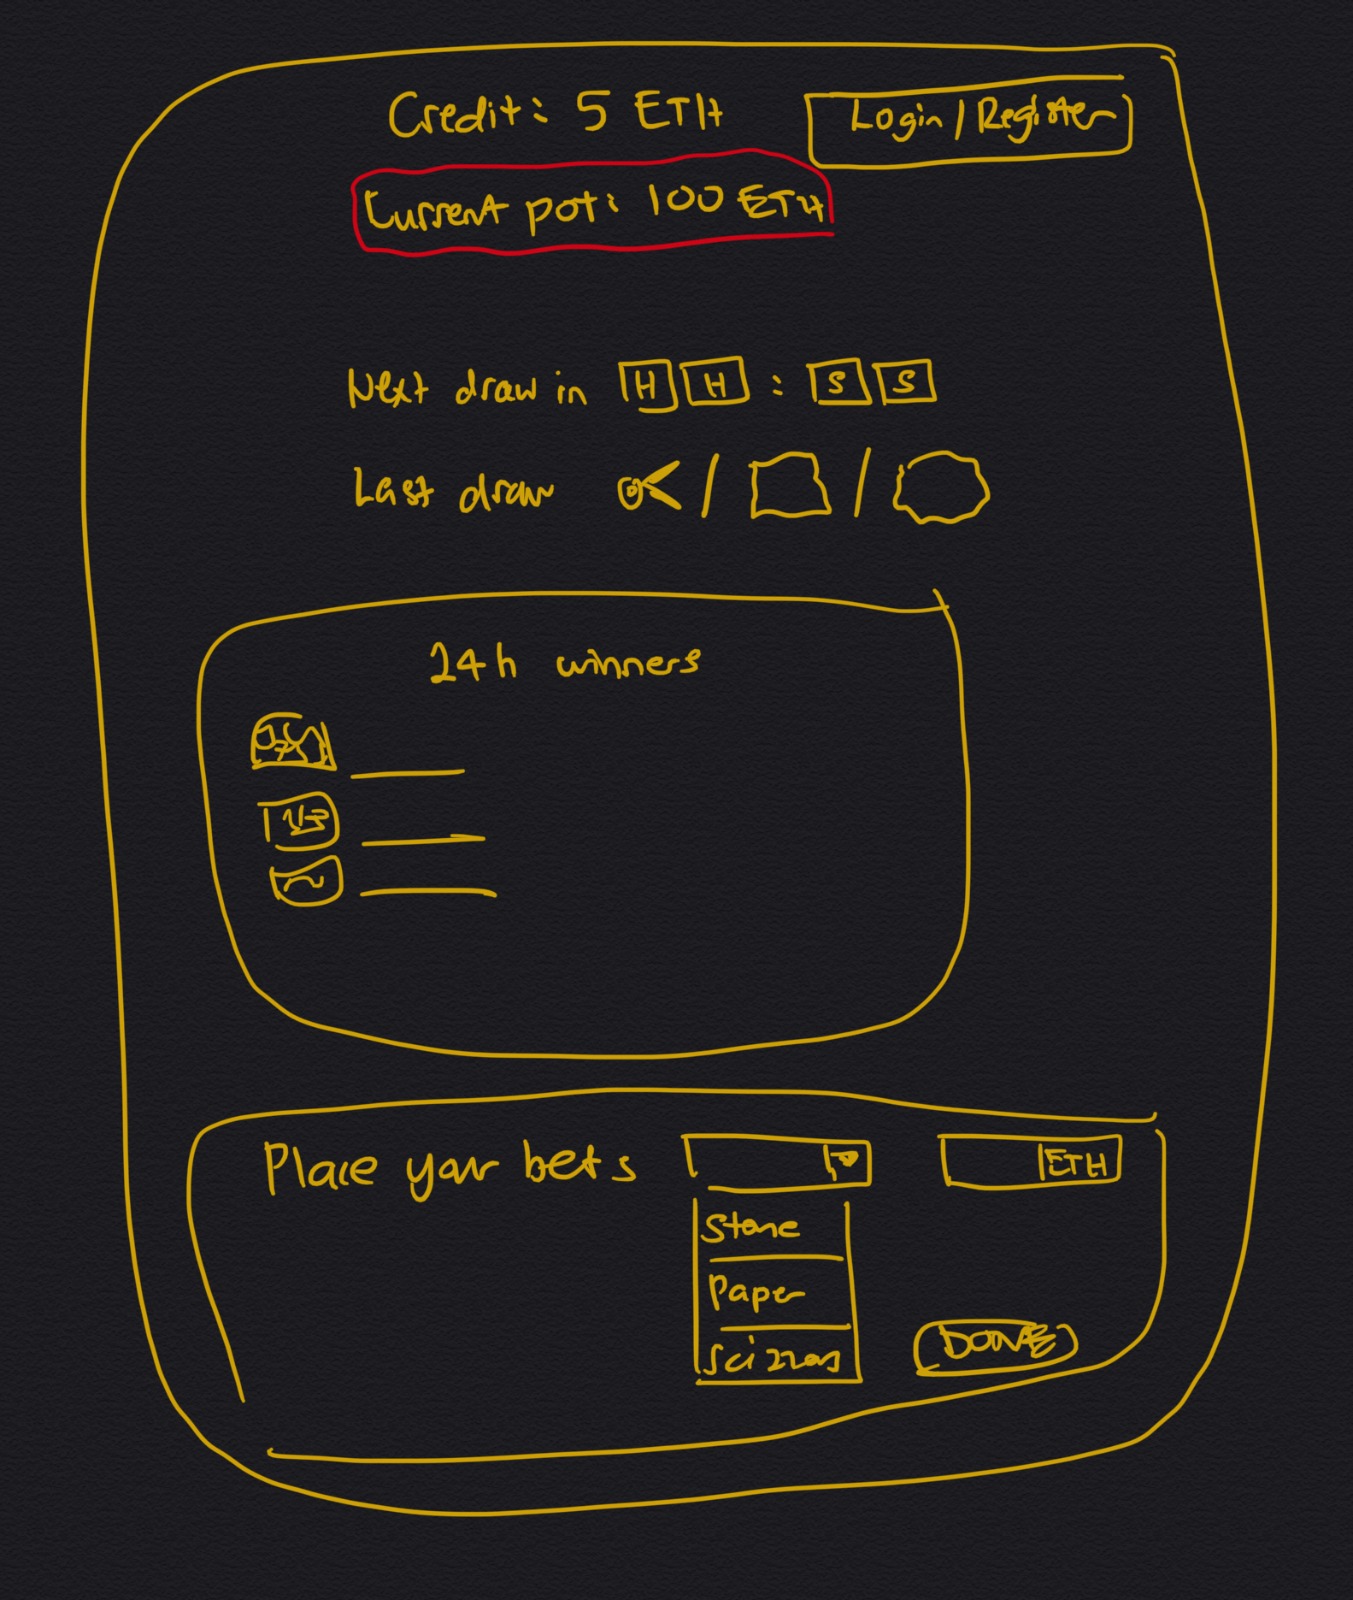 Credit: 5 ETH
Login / Register
Current pot: 100 ETH
Next draw in H H : S S
Last draw / /
24h winners
Place your bets
ETH
Stone
Paper
Scizzors
DONE